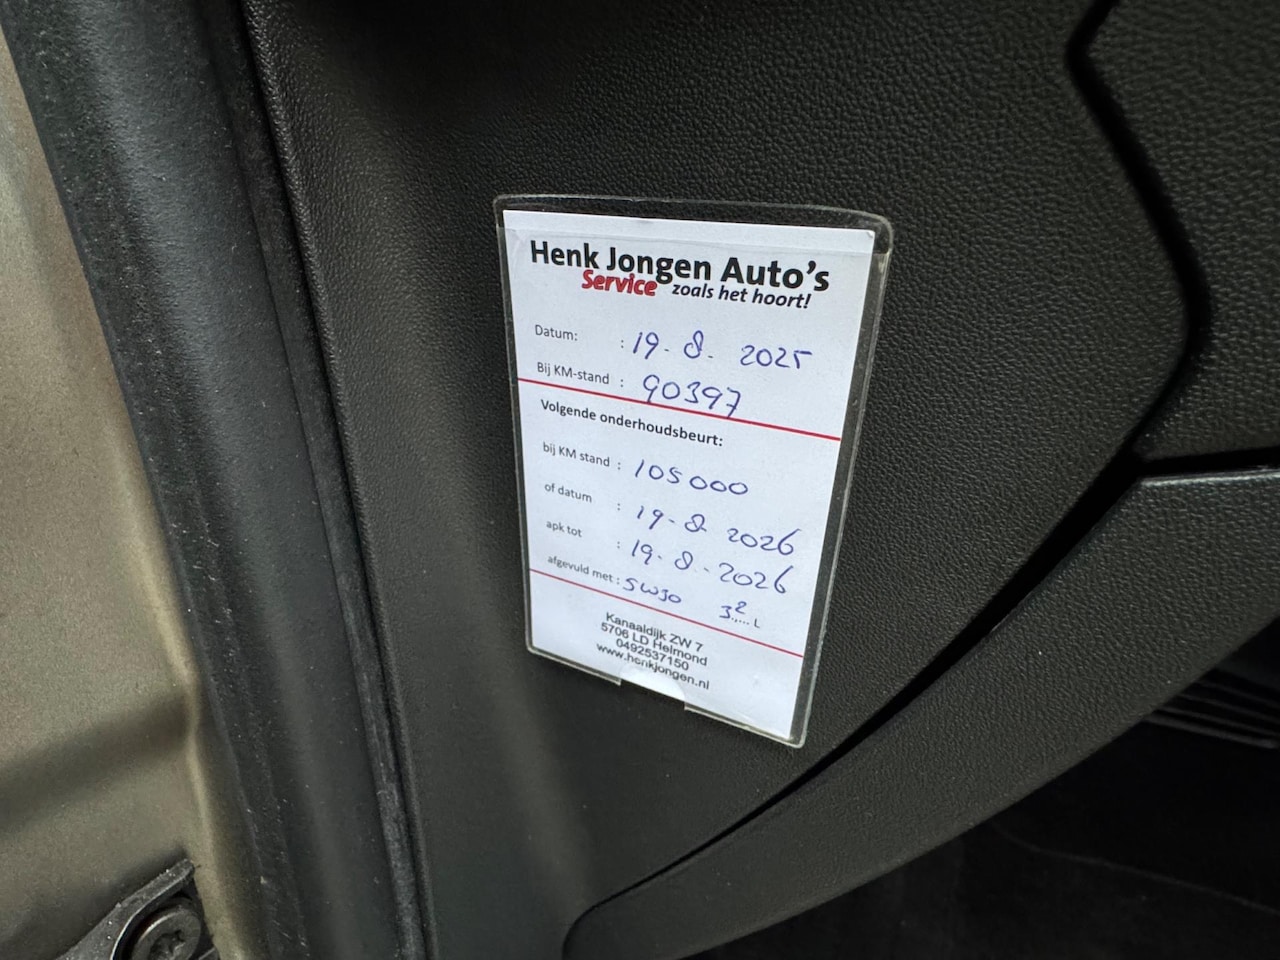 Henk Jongen Auto's
Service zoals het hoort!
Datum: : 19-8-2025
Bij KM-stand : 90397
Volgende onderhoudsbeurt:
bij KM stand : 105000
of datum : 19-8-2026
apk tot : 19-8-2026
afgevuld met : 5W30 3,2 L
Kanaaldijk ZW 7
5706 LD Helmond
0492537150
www.henkjongen.nl